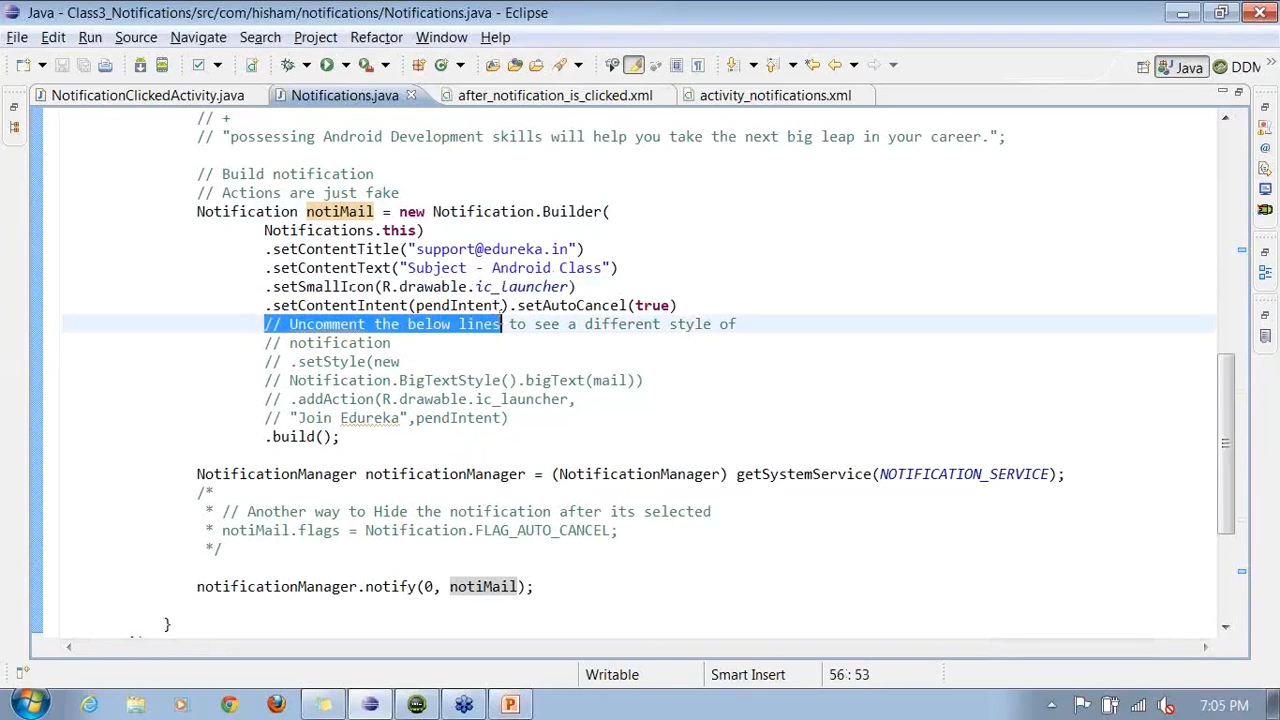 Java - Class3_Notifications/src/com/hisham/notifications/Notifications.java - Eclipse
File Edit Run Source Navigate Search Project Refactor Window Help
Java DDM
NotificationClickedActivity.java Notifications.java after_notification_is_clicked.xml activity_notifications.xml
// +
// "possessing Android Development skills will help you take the next big leap in your career.";
// Build notification
// Actions are just fake
Notification notiMail = new Notification.Builder(
Notifications.this)
.setContentTitle("support@edureka.in")
.setContentText("Subject - Android Class")
.setSmallIcon(R.drawable.ic_launcher)
.setContentIntent(pendIntent).setAutoCancel(true)
// Uncomment the below lines to see a different style of
// notification
// .setStyle(new
// Notification.BigTextStyle().bigText(mail))
// .addAction(R.drawable.ic_launcher,
// "Join Edureka",pendIntent)
.build();
NotificationManager notificationManager = (NotificationManager) getSystemService(NOTIFICATION_SERVICE);
/*
* // Another way to Hide the notification after its selected
* notiMail.flags = Notification.FLAG_AUTO_CANCEL;
*/
notificationManager.notify(0, notiMail);
}
Writable Smart Insert 56 : 53
7:05 PM